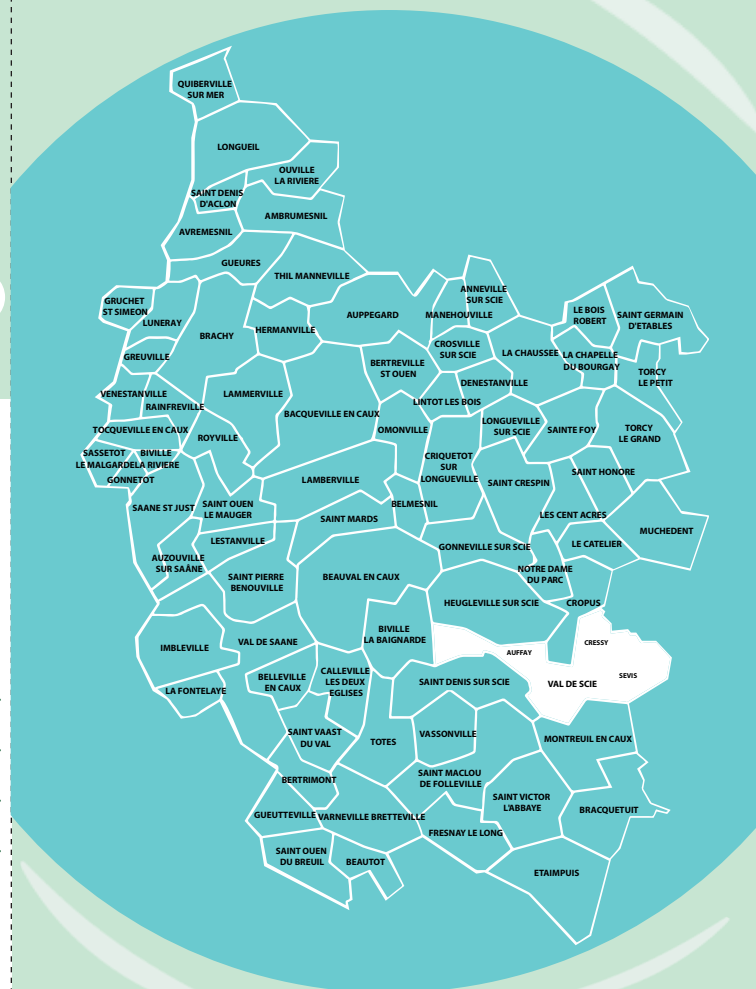 QUIBERVILLE
SUR MER
LONGUEIL
OUVILLE
LA RIVIERE
SAINT DENIS
D'ACLON
AMBRUMESNIL
AVREMESNIL
GUEURES
THIL MANNEVILLE
ANNEVILLE
SUR SCIE
GRUCHET
ST SIMEON
LUNERAY
BRACHY
HERMANVILLE
AUPPEGARD
MANEHOUVILLE
LE BOIS
ROBERT
SAINT GERMAIN
D'ETABLES
GREUVILLE
BERTREVILLE
ST OUEN
CROSVILLE
SUR SCIE
LA CHAUSSEE
LA CHAPELLE
DU BOURGAY
TORCY
LE PETIT
DENESTANVILLE
VENESTANVILLE
RAINFREVILLE
LAMMERVILLE
BACQUEVILLE EN CAUX
LINTOT LES BOIS
TOCQUEVILLE EN CAUX
ROYVILLE
OMONVILLE
LONGUEVILLE
SUR SCIE
SAINTE FOY
TORCY
LE GRAND
SASSETOT
LE MALGARDE
BIVILLE
LA RIVIERE
GONNETOT
CRIQUETOT
SUR
LONGUEVILLE
SAINT HONORE
LAMBERVILLE
SAINT CRESPIN
SAANE ST JUST
SAINT OUEN
LE MAUGER
SAINT MARDS
BELMESNIL
LES CENT ACRES
MUCHEDENT
LESTANVILLE
GONNEVILLE SUR SCIE
LE CATELIER
AUZOUVILLE
SUR SAÂNE
SAINT PIERRE
BENOUVILLE
BEAUVAL EN CAUX
NOTRE DAME
DU PARC
HEUGLEVILLE SUR SCIE
CROPUS
IMBLEVILLE
VAL DE SAANE
BIVILLE
LA BAIGNARDE
AUFFAY
CRESSY
SEVIS
VAL DE SCIE
LA FONTELAYE
BELLEVILLE
EN CAUX
CALLEVILLE
LES DEUX
EGLISES
SAINT DENIS SUR SCIE
SAINT VAAST
DU VAL
TOTES
VASSONVILLE
MONTREUIL EN CAUX
BERTRIMONT
SAINT MACLOU
DE FOLLEVILLE
SAINT VICTOR
L'ABBAYE
BRACQUETUIT
GUEUTTEVILLE
VARNEVILLE BRETTEVILLE
FRESNAY LE LONG
SAINT OUEN
DU BREUIL
BEAUTOT
ETAIMPUIS